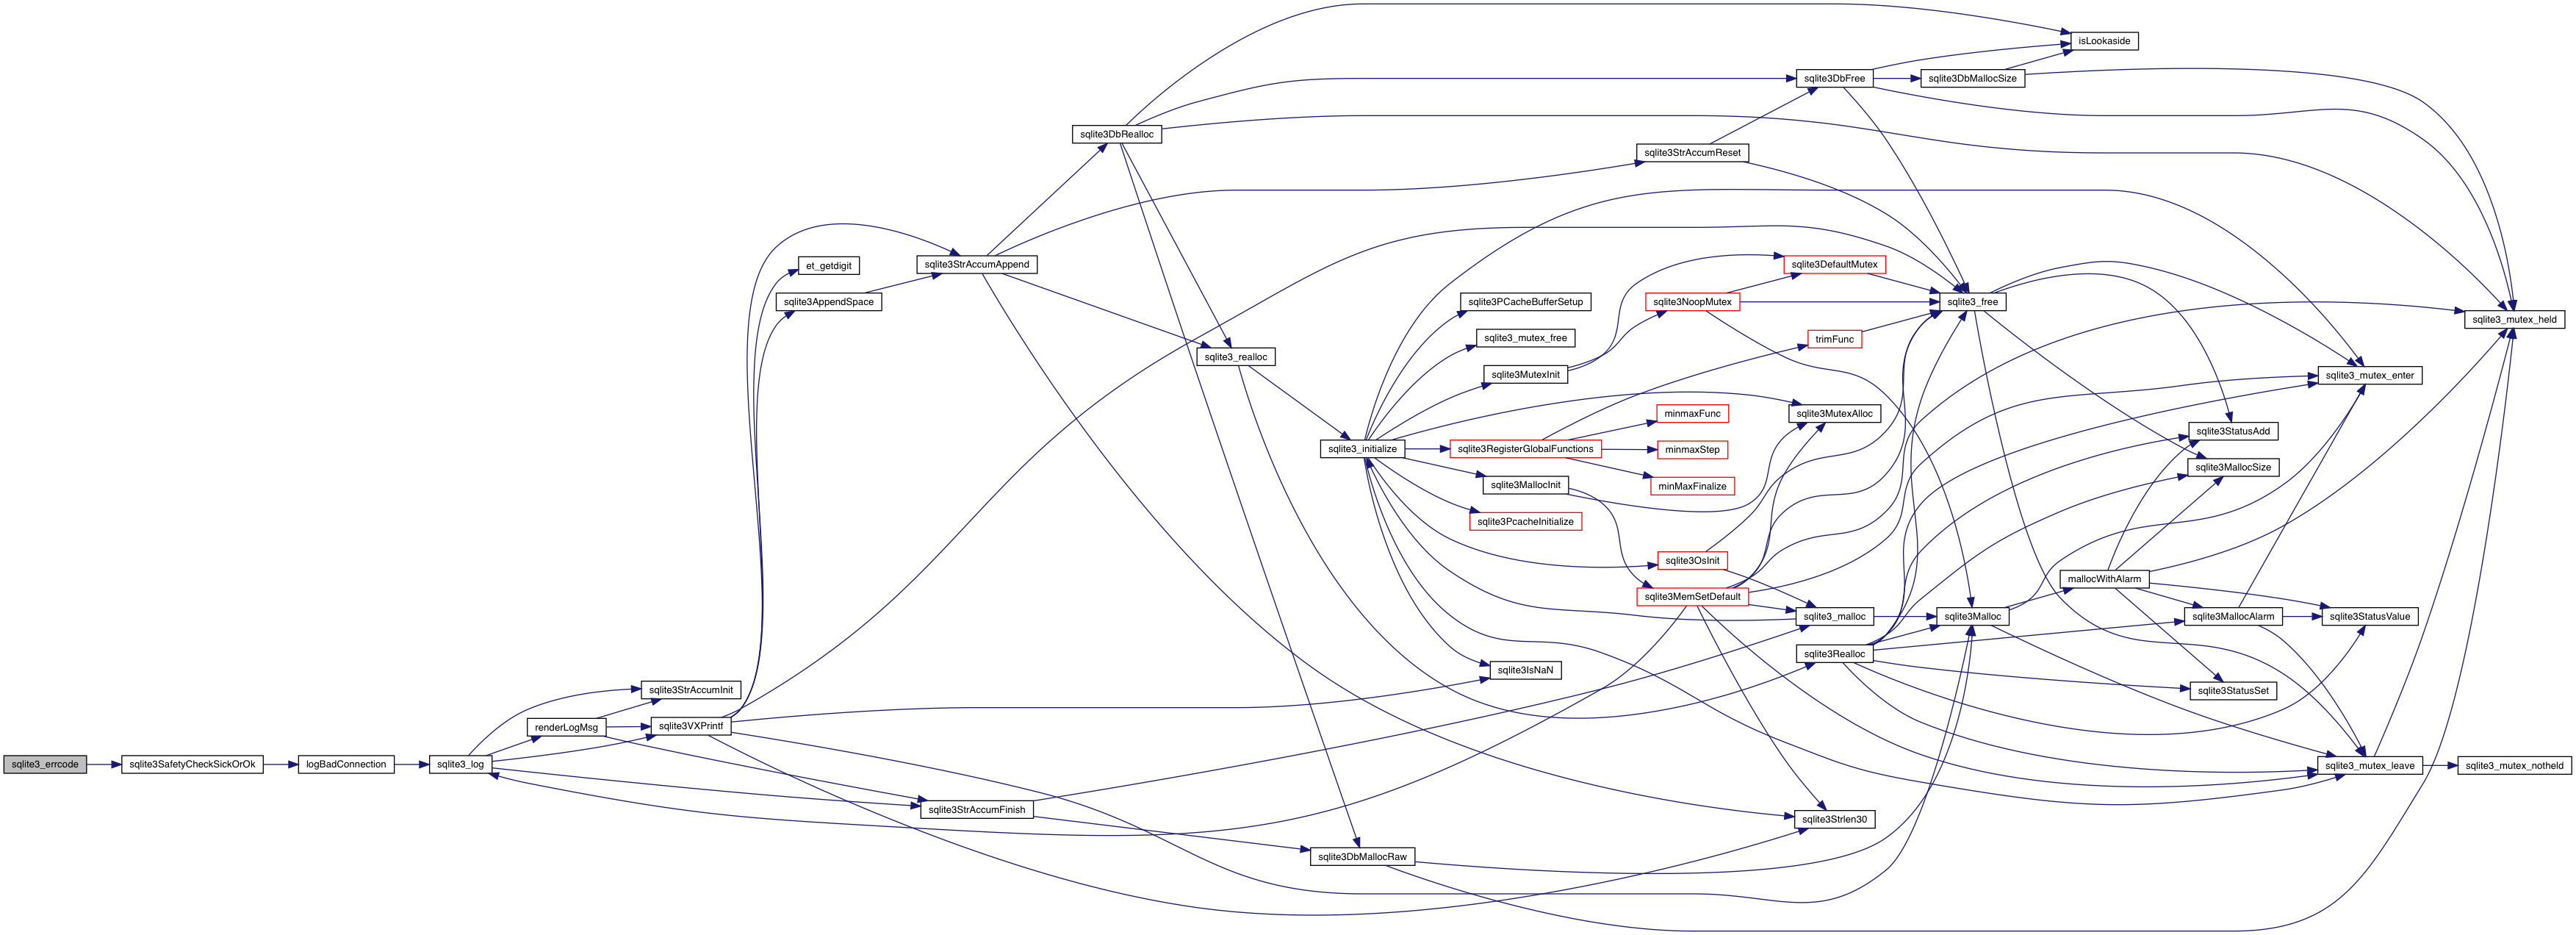 isLookaside
sqlite3DbFree
sqlite3DbMallocSize
sqlite3DbRealloc
sqlite3StrAccumReset
sqlite3StrAccumAppend
et_getdigit
sqlite3DefaultMutex
sqlite3AppendSpace
sqlite3PCacheBufferSetup
sqlite3NoopMutex
sqlite3_free
sqlite3_mutex_held
sqlite3_mutex_free
trimFunc
sqlite3_realloc
sqlite3MutexInit
sqlite3_mutex_enter
minmaxFunc
sqlite3MutexAlloc
sqlite3StatusAdd
sqlite3_initialize
sqlite3RegisterGlobalFunctions
minmaxStep
sqlite3MallocSize
sqlite3MallocInit
minMaxFinalize
sqlite3PcacheInitialize
sqlite3OsInit
mallocWithAlarm
sqlite3MemSetDefault
sqlite3_malloc
sqlite3Malloc
sqlite3MallocAlarm
sqlite3StatusValue
sqlite3Realloc
sqlite3IsNaN
sqlite3StrAccumInit
sqlite3StatusSet
renderLogMsg
sqlite3VXPrintf
sqlite3_errcode
sqlite3SafetyCheckSickOrOk
logBadConnection
sqlite3_log
sqlite3_mutex_leave
sqlite3_mutex_notheld
sqlite3StrAccumFinish
sqlite3Strlen30
sqlite3DbMallocRaw